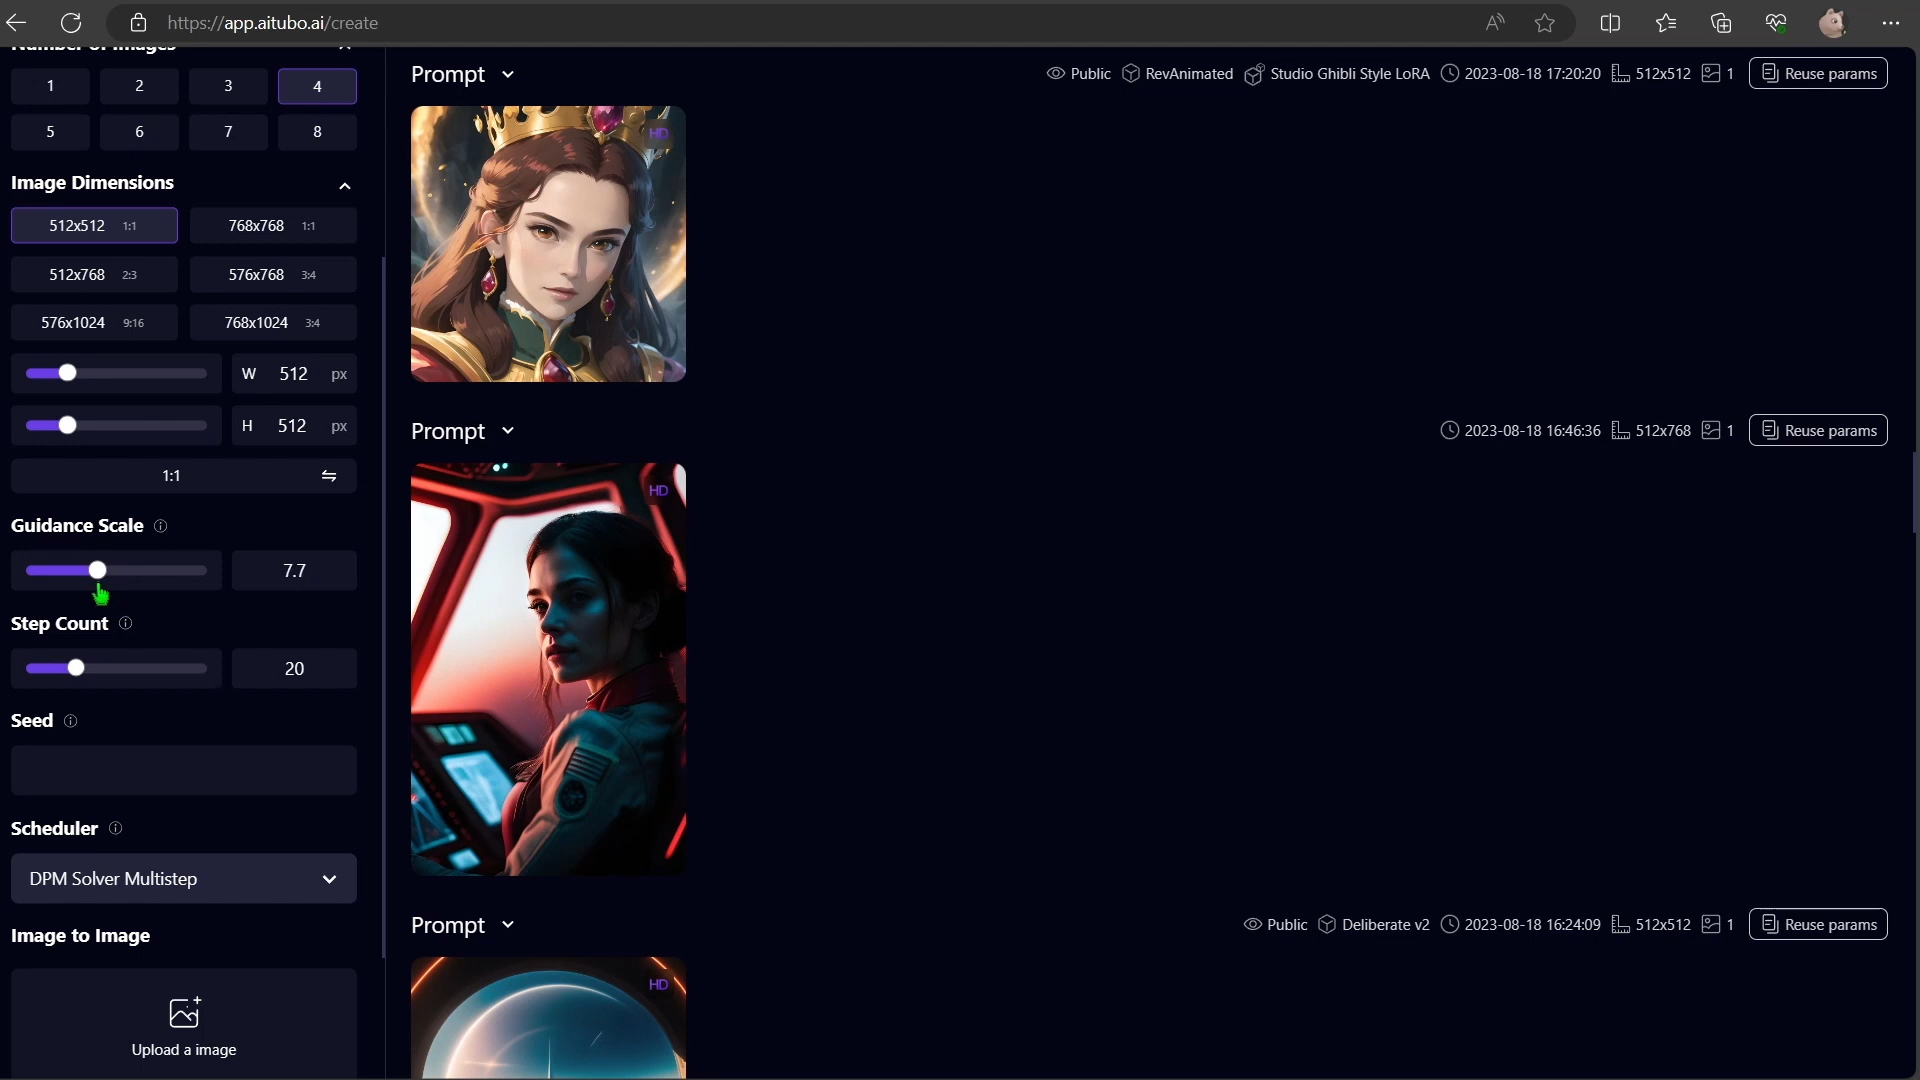 https://app.aitubo.ai/create
Number of Images
1
2
3
4
5
6
7
8
Image Dimensions
512x512 1:1
768x768 1:1
512x768 2:3
576x768 3:4
576x1024 9:16
768x1024 3:4
W 512 px
H 512 px
1:1
Guidance Scale
7.7
Step Count
20
Seed
Scheduler
DPM Solver Multistep
Image to Image
Upload a image
Prompt
Public RevAnimated Studio Ghibli Style LoRA 2023-08-18 17:20:20 512x512 1 Reuse params
HD
Prompt
2023-08-18 16:46:36 512x768 1 Reuse params
HD
Prompt
Public Deliberate v2 2023-08-18 16:24:09 512x512 1 Reuse params
HD